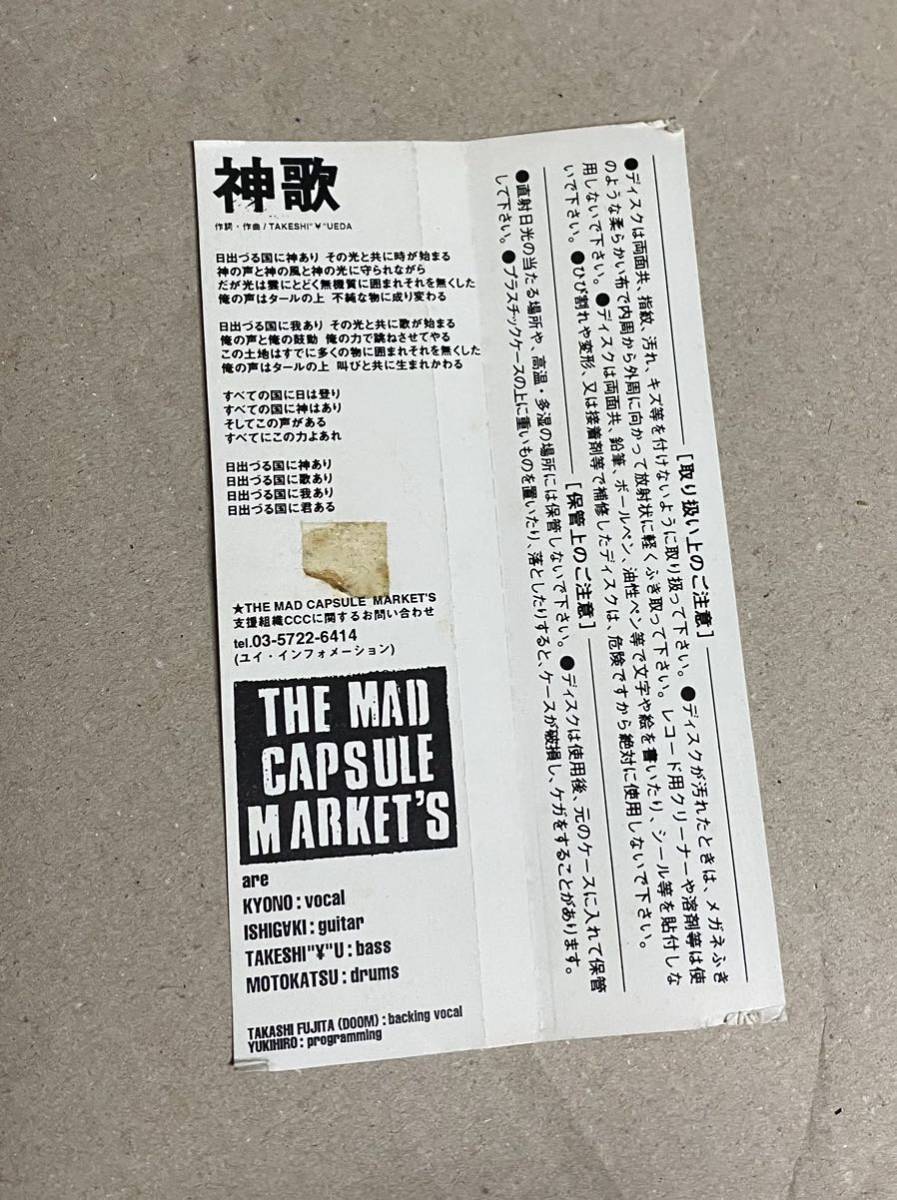 神歌
作詞・作曲/TAKESHI"¥"UEDA
日出づる国に神あり その光と共に時が始まる
神の声と神の風と神の光に守られながら
だが光は雲にとどく無機質に囲まれそれを無くした
俺の声はタールの上 不純な物に成り変わる
日出づる国に我あり その光と共に歌が始まる
俺の声と俺の鼓動 俺の力で跳ねさせてやる
この土地はすでに多くの物に囲まれそれを無くした
俺の声はタールの上 叫びと共に生まれかわる
すべての国に日は登り
すべての国に神はあり
そしてこの声がある
すべてにこの力よあれ
日出づる国に神あり
日出づる国に歌あり
日出づる国に我あり
日出づる国に君ある
★THE MAD CAPSULE MARKET'S
支援組織CCCに関するお問い合わせ
tel.03-5722-6414
(ユイ・インフォメーション)
THE MAD
CAPSULE
MARKET'S
are
KYONO:vocal
ISHIGAKI:guitar
TAKESHI"¥"U:bass
MOTOKATSU:drums
TAKASHI FUJITA (DOOM):backing vocal
YUKIHIRO:programming
[取り扱い上のご注意]
●ディスクは両面共、指紋、汚れ、キズ等を付けないように取り扱って下さい。●ディスクが汚れたときは、メガネふき
のような柔らかい布で内周から外周に向かって放射状に軽くふき取って下さい。レコード用クリーナーや溶剤等は使
用しないで下さい。●ディスクは両面共、鉛筆、ボールペン、油性ペン等で文字や絵を書いたり、シール等を貼付しな
いで下さい。●ひび割れや変形、又は接着剤等で補修したディスクは、危険ですから絶対に使用しないで下さい。
[保管上のご注意]
●直射日光の当たる場所や、高温・多湿の場所には保管しないで下さい。●ディスクは使用後、元のケースに入れて保管
して下さい。●プラスチックケースの上に重いものを置いたり、落としたりすると、ケースが破損し、ケガをすることがあります。